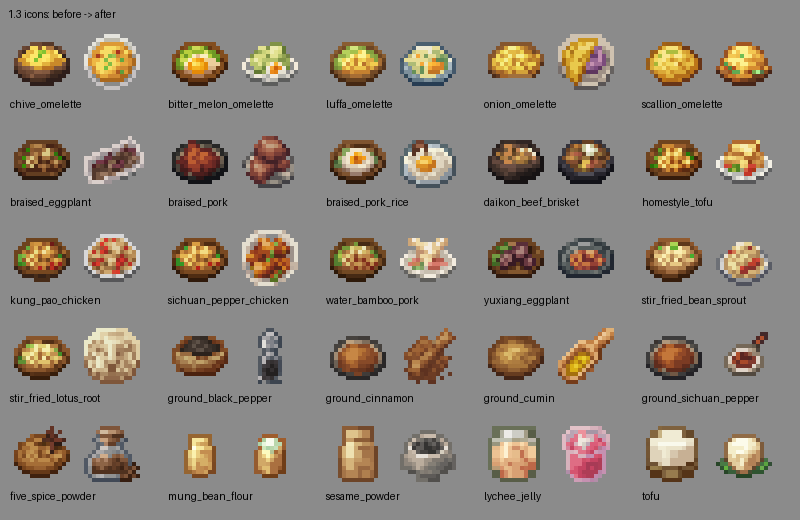 1.3 icons: before -> after
chive_omelette
bitter_melon_omelette
luffa_omelette
onion_omelette
scallion_omelette
braised_eggplant
braised_pork
braised_pork_rice
daikon_beef_brisket
homestyle_tofu
kung_pao_chicken
sichuan_pepper_chicken
water_bamboo_pork
yuxiang_eggplant
stir_fried_bean_sprout
stir_fried_lotus_root
ground_black_pepper
ground_cinnamon
ground_cumin
ground_sichuan_pepper
five_spice_powder
mung_bean_flour
sesame_powder
lychee_jelly
tofu